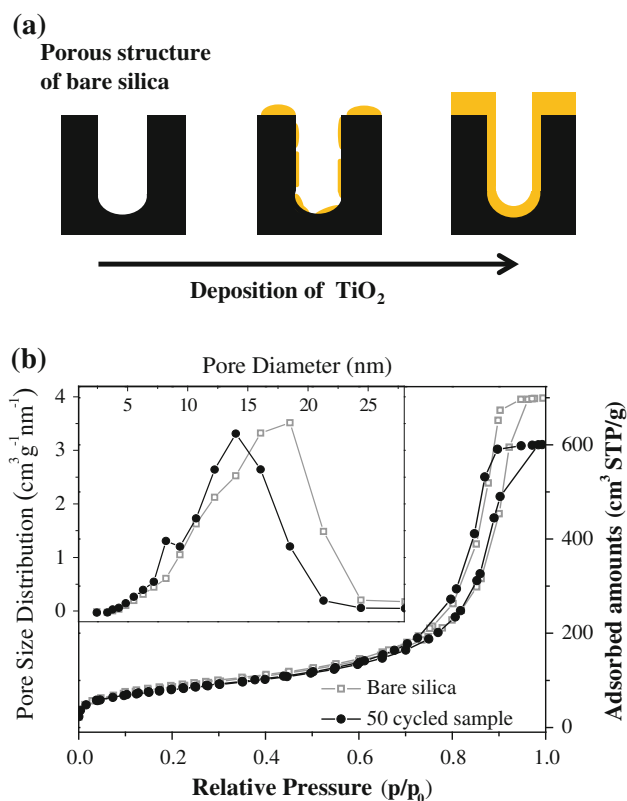 (a)
Porous structure
of bare silica
Deposition of TiO₂
(b)
Pore Diameter (nm)
5 10 15 20 25
Pore Size Distribution (cm³g⁻¹nm⁻¹)
4
3
2
1
0
Adsorbed amounts (cm³ STP/g)
600
400
200
0
Bare silica
50 cycled sample
0.0 0.2 0.4 0.6 0.8 1.0
Relative Pressure (p/p₀)